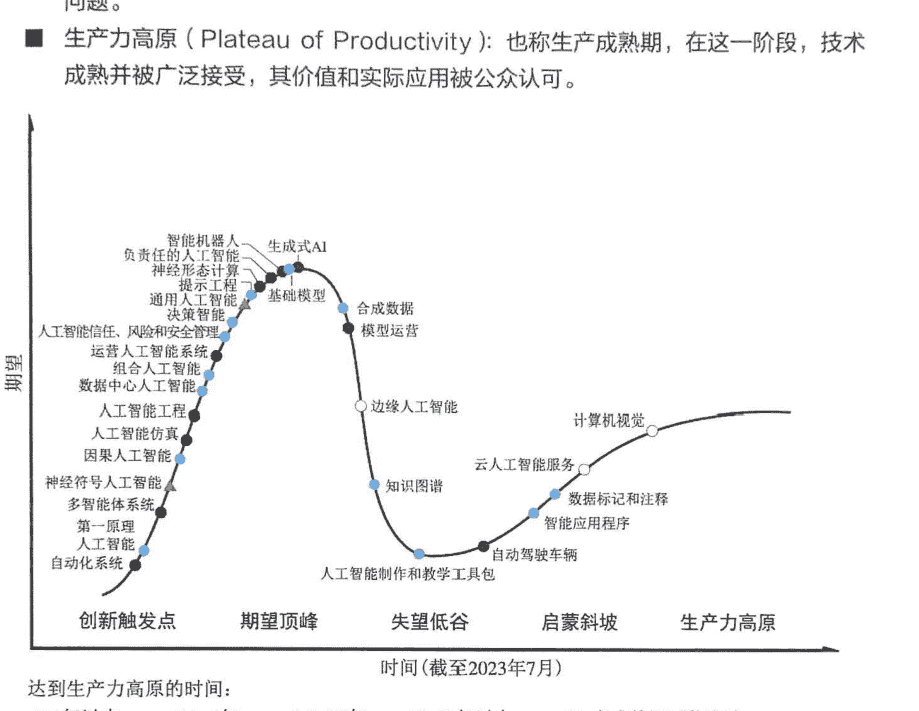 问题。
■ 生产力高原（Plateau of Productivity）：也称生产成熟期，在这一阶段，技术
成熟并被广泛接受，其价值和实际应用被公众认可。
期望
智能机器人
生成式AI
负责任的人工智能
神经形态计算
提示工程
基础模型
通用人工智能
决策智能
合成数据
人工智能信任、风险和安全管理
模型运营
运营人工智能系统
组合人工智能
数据中心人工智能
边缘人工智能
人工智能工程
计算机视觉
人工智能仿真
因果人工智能
云人工智能服务
神经符号人工智能
知识图谱
多智能体系统
数据标记和注释
第一原理
人工智能
智能应用程序
自动化系统
自动驾驶车辆
人工智能制作和教学工具包
创新触发点 期望顶峰 失望低谷 启蒙斜坡 生产力高原
时间(截至2023年7月)
达到生产力高原的时间：